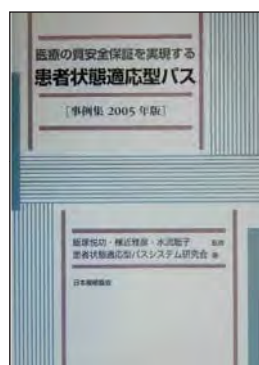 医療の質安全保証を実現する
患者状態適応型パス
［事例集 2005年版］
飯塚悦功・棟近雅彦・水流聡子 監修
患者状態適応型パスシステム研究会 著
日本規格協会